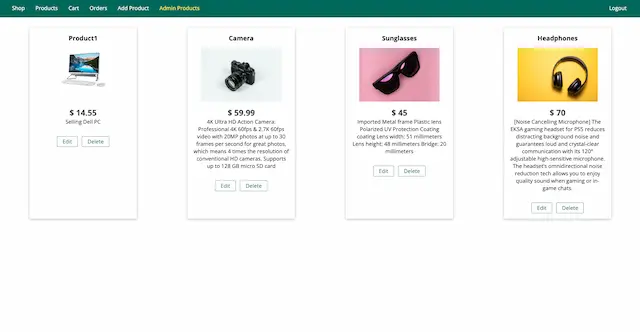 Shop Products Cart Orders Add Product Admin Products Logout
Product1
$ 14.55
Selling Dell PC
Edit Delete
Camera
$ 59.99
4K Ultra HD Action Camera:
Professional 4K 60fps & 2.7K 60fps
video with 20MP photos at up to 30
frames per second for great photos,
which means 4 times the resolution of
conventional HD cameras. Supports
up to 128 GB micro SD card
Edit Delete
Sunglasses
$ 45
Imported Metal frame Plastic lens
Polarized UV Protection Coating
coating Lens width: 51 millimeters
Lens height: 48 millimeters Bridge: 20
millimeters
Edit Delete
Headphones
$ 70
[Noise Cancelling Microphone] The
EKSA gaming headset for PS5 reduces
distracting background noise and
guarantees loud and crystal-clear
communication with its 120°
adjustable high-sensitive microphone.
The headset's omnidirectional noise
reduction tech allows you to enjoy
quality sound when gaming or in-
game chats.
Edit Delete